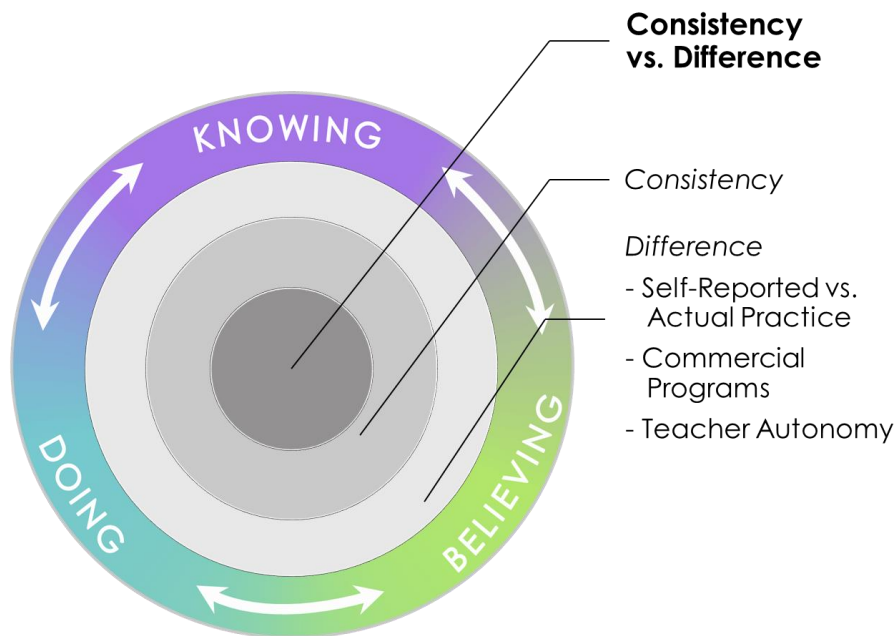 Consistency
vs. Difference
KNOWING
Consistency
Difference
- Self-Reported vs.
Actual Practice
- Commercial
Programs
- Teacher Autonomy
DOING
BELIEVING